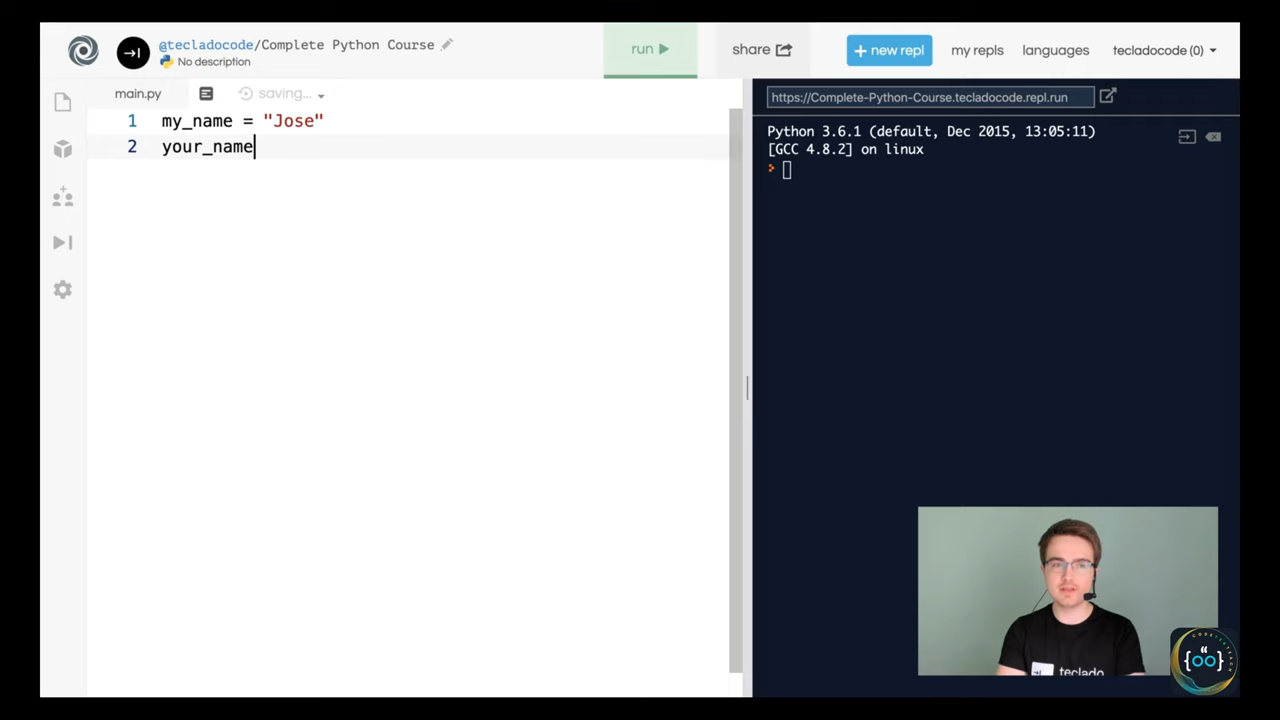 @tecladocode/Complete Python Course
No description
run
share
+ new repl
my repls
languages
tecladocode (0)
main.py
saving...
https://Complete-Python-Course.tecladocode.repl.run
1 my_name = "Jose"
2 your_name
Python 3.6.1 (default, Dec 2015, 13:05:11)
[GCC 4.8.2] on linux
teclado